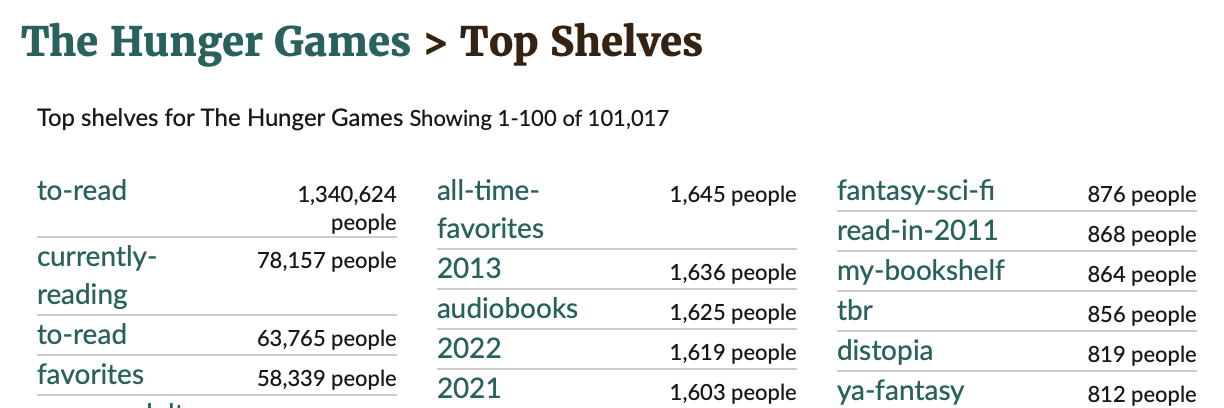 The Hunger Games > Top Shelves
Top shelves for The Hunger Games Showing 1-100 of 101,017
to-read 1,340,624
people
currently- 78,157 people
reading
to-read 63,765 people
favorites 58,339 people
all-time- 1,645 people
favorites
2013 1,636 people
audiobooks 1,625 people
2022 1,619 people
2021 1,603 people
fantasy-sci-fi 876 people
read-in-2011 868 people
my-bookshelf 864 people
tbr 856 people
distopia 819 people
ya-fantasy 812 people